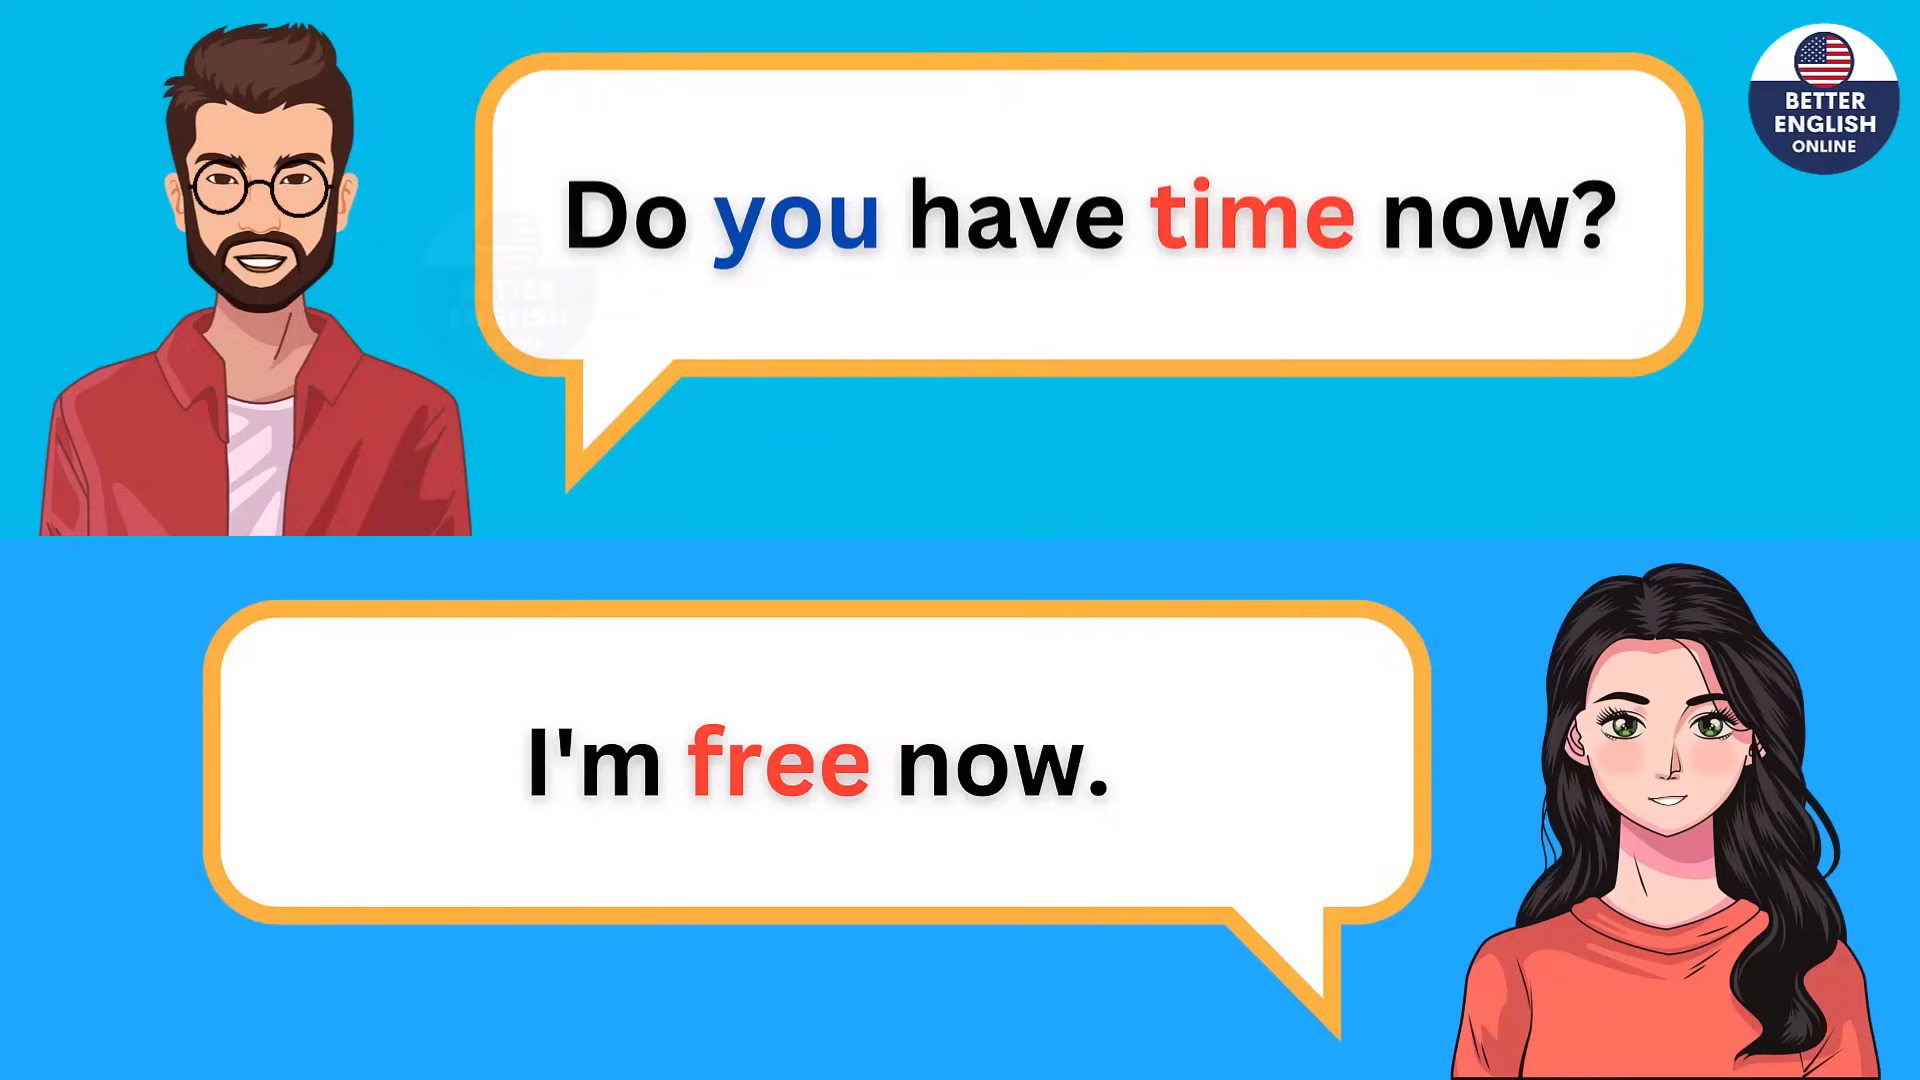 Do you have time now?
BETTER
ENGLISH
ONLINE
I'm free now.